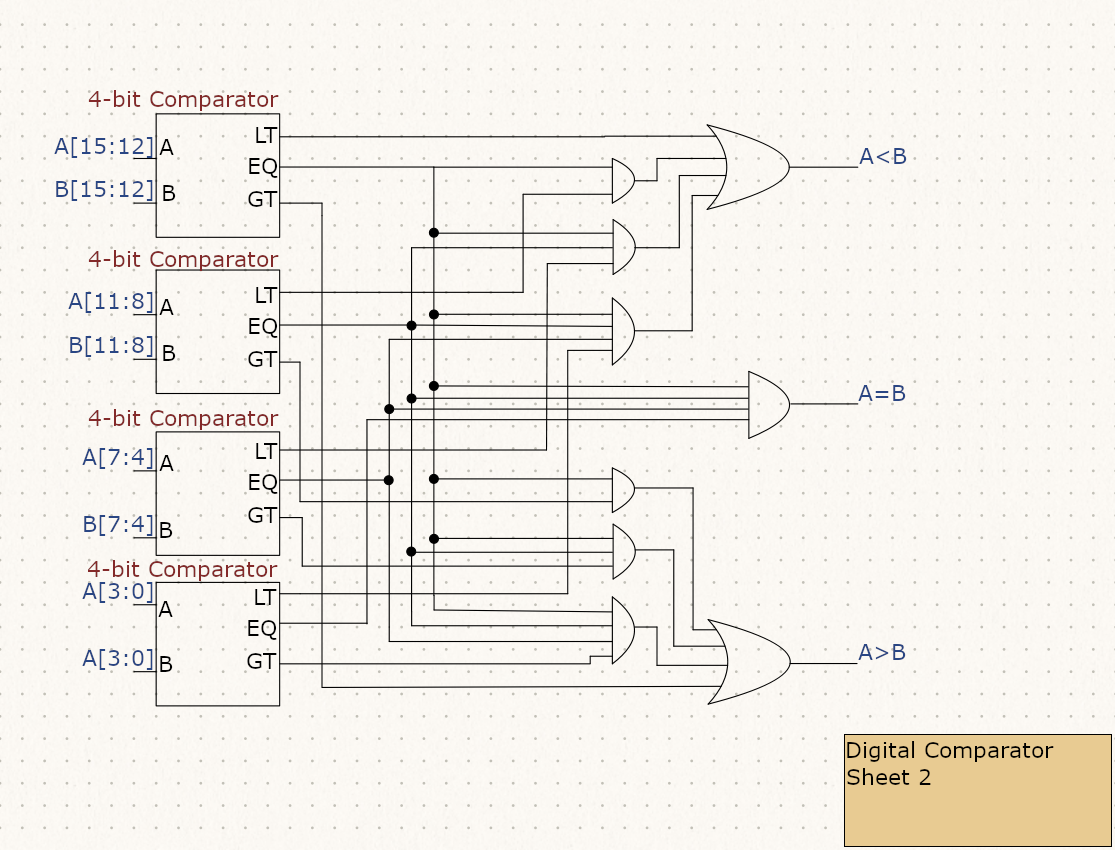 4-bit Comparator
A[15:12]
A
LT
B[15:12]
B
EQ
GT
A<B
4-bit Comparator
A[11:8]
A
LT
B[11:8]
B
EQ
GT
A=B
4-bit Comparator
A[7:4]
A
LT
EQ
B[7:4]
B
GT
4-bit Comparator
A[3:0]
A
LT
EQ
A[3:0]
B
GT
A>B
Digital Comparator
Sheet 2